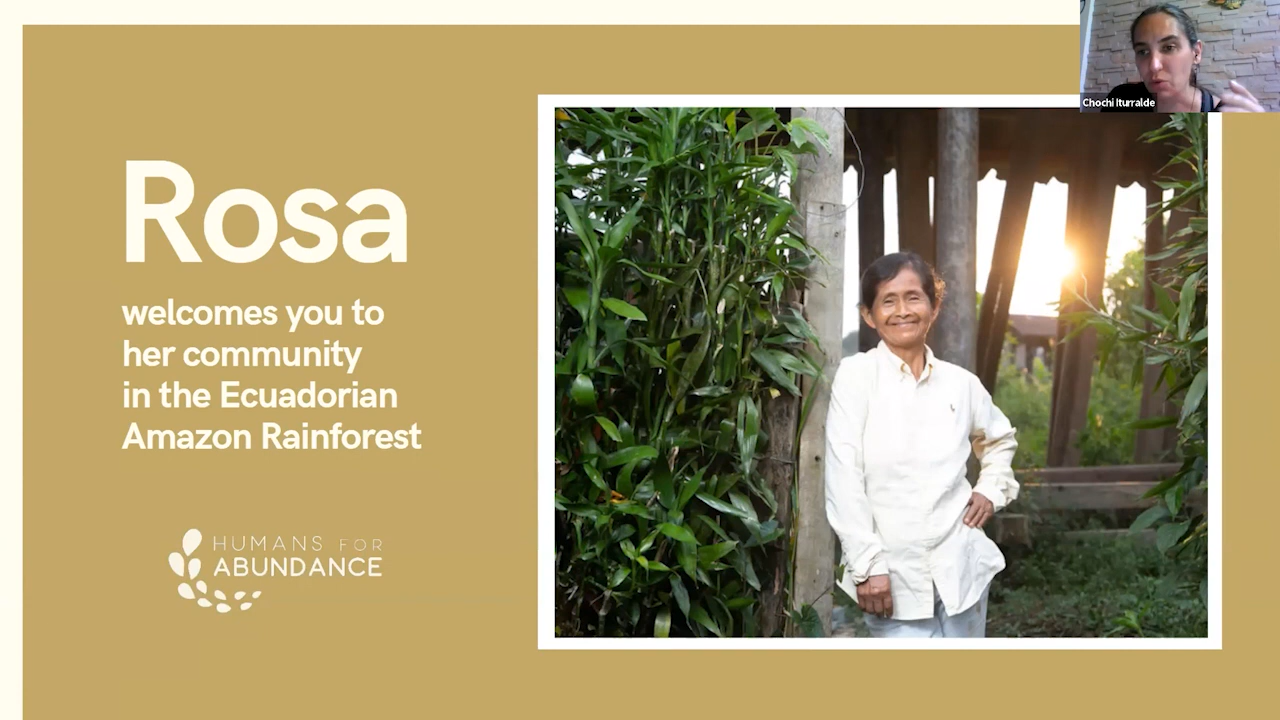 Chochi Iturralde
Rosa
welcomes you to
her community
in the Ecuadorian
Amazon Rainforest
HUMANS FOR
ABUNDANCE